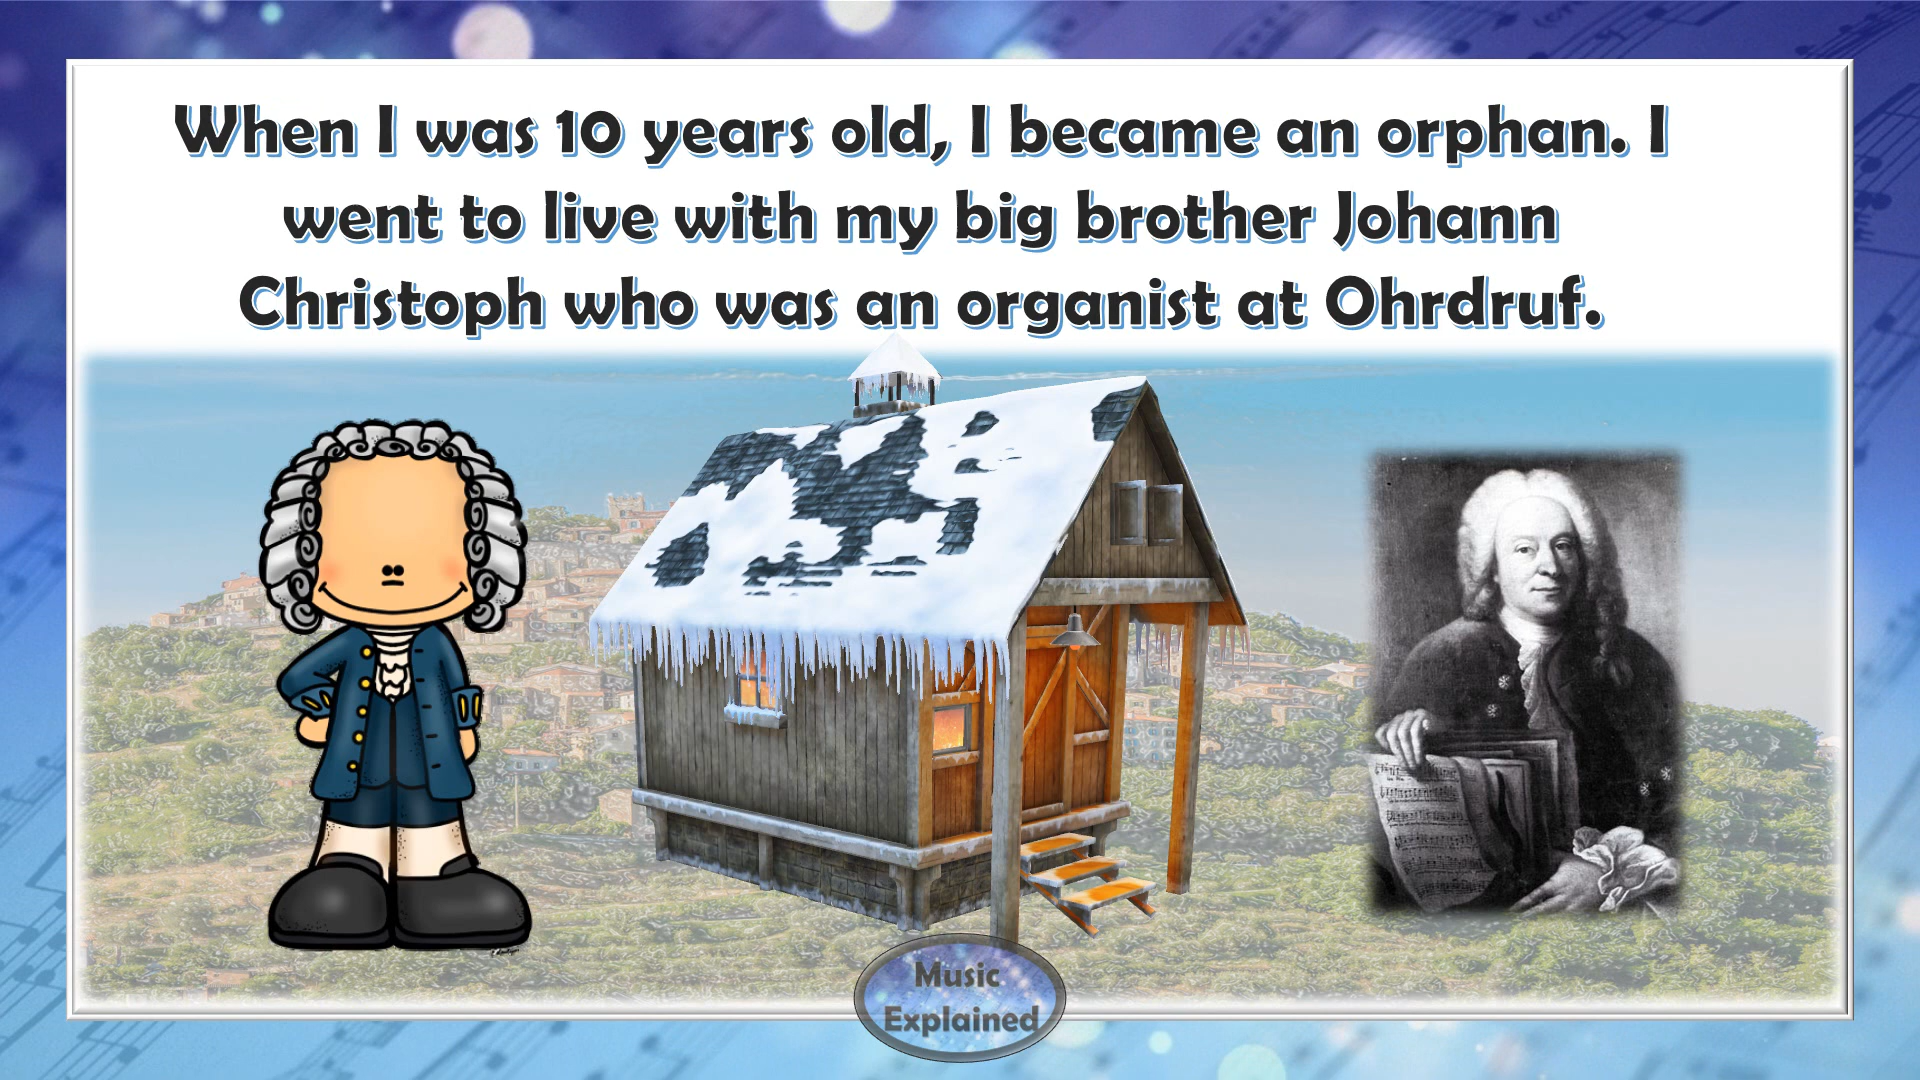 When I was 10 years old, I became an orphan. I
went to live with my big brother Johann
Christoph who was an organist at Ohrdruf.
Music
Explained